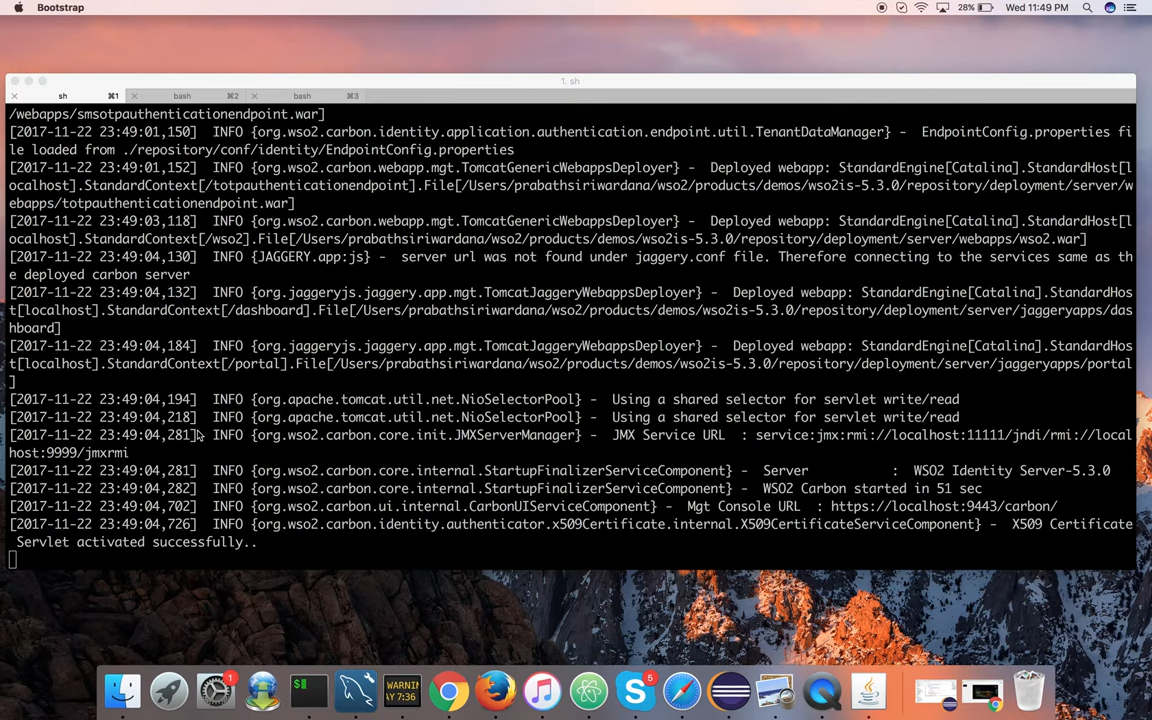 Bootstrap
28%
Wed 11:49 PM
1. sh
sh
⌘1
bash
⌘2
bash
⌘3
/webapps/smsotpauthenticationendpoint.war]
[2017-11-22 23:49:01,150]  INFO {org.wso2.carbon.identity.application.authentication.endpoint.util.TenantDataManager} -  EndpointConfig.properties fi
le loaded from ./repository/conf/identity/EndpointConfig.properties
[2017-11-22 23:49:01,152]  INFO {org.wso2.carbon.webapp.mgt.TomcatGenericWebappsDeployer} -  Deployed webapp: StandardEngine[Catalina].StandardHost[l
ocalhost].StandardContext[/totpauthenticationendpoint].File[/Users/prabathsiriwardana/wso2/products/demos/wso2is-5.3.0/repository/deployment/server/w
ebapps/totpauthenticationendpoint.war]
[2017-11-22 23:49:03,118]  INFO {org.wso2.carbon.webapp.mgt.TomcatGenericWebappsDeployer} -  Deployed webapp: StandardEngine[Catalina].StandardHost[l
ocalhost].StandardContext[/wso2].File[/Users/prabathsiriwardana/wso2/products/demos/wso2is-5.3.0/repository/deployment/server/webapps/wso2.war]
[2017-11-22 23:49:04,130]  INFO {JAGGERY.app:js} -  server url was not found under jaggery.conf file. Therefore connecting to the services same as th
e deployed carbon server
[2017-11-22 23:49:04,132]  INFO {org.jaggeryjs.jaggery.app.mgt.TomcatJaggeryWebappsDeployer} -  Deployed webapp: StandardEngine[Catalina].StandardHos
t[localhost].StandardContext[/dashboard].File[/Users/prabathsiriwardana/wso2/products/demos/wso2is-5.3.0/repository/deployment/server/jaggeryapps/das
hboard]
[2017-11-22 23:49:04,184]  INFO {org.jaggeryjs.jaggery.app.mgt.TomcatJaggeryWebappsDeployer} -  Deployed webapp: StandardEngine[Catalina].StandardHos
t[localhost].StandardContext[/portal].File[/Users/prabathsiriwardana/wso2/products/demos/wso2is-5.3.0/repository/deployment/server/jaggeryapps/portal
]
[2017-11-22 23:49:04,194]  INFO {org.apache.tomcat.util.net.NioSelectorPool} -  Using a shared selector for servlet write/read
[2017-11-22 23:49:04,218]  INFO {org.apache.tomcat.util.net.NioSelectorPool} -  Using a shared selector for servlet write/read
[2017-11-22 23:49:04,281]  INFO {org.wso2.carbon.core.init.JMXServerManager} -  JMX Service URL  : service:jmx:rmi://localhost:11111/jndi/rmi://local
host:9999/jmxrmi
[2017-11-22 23:49:04,281]  INFO {org.wso2.carbon.core.internal.StartupFinalizerServiceComponent} -  Server           :  WSO2 Identity Server-5.3.0
[2017-11-22 23:49:04,282]  INFO {org.wso2.carbon.core.internal.StartupFinalizerServiceComponent} -  WSO2 Carbon started in 51 sec
[2017-11-22 23:49:04,702]  INFO {org.wso2.carbon.ui.internal.CarbonUIServiceComponent} -  Mgt Console URL  : https://localhost:9443/carbon/
[2017-11-22 23:49:04,726]  INFO {org.wso2.carbon.identity.authenticator.x509Certificate.internal.X509CertificateServiceComponent} -  X509 Certificate
 Servlet activated successfully..
1
$
WARNIN
AY 7:36
5